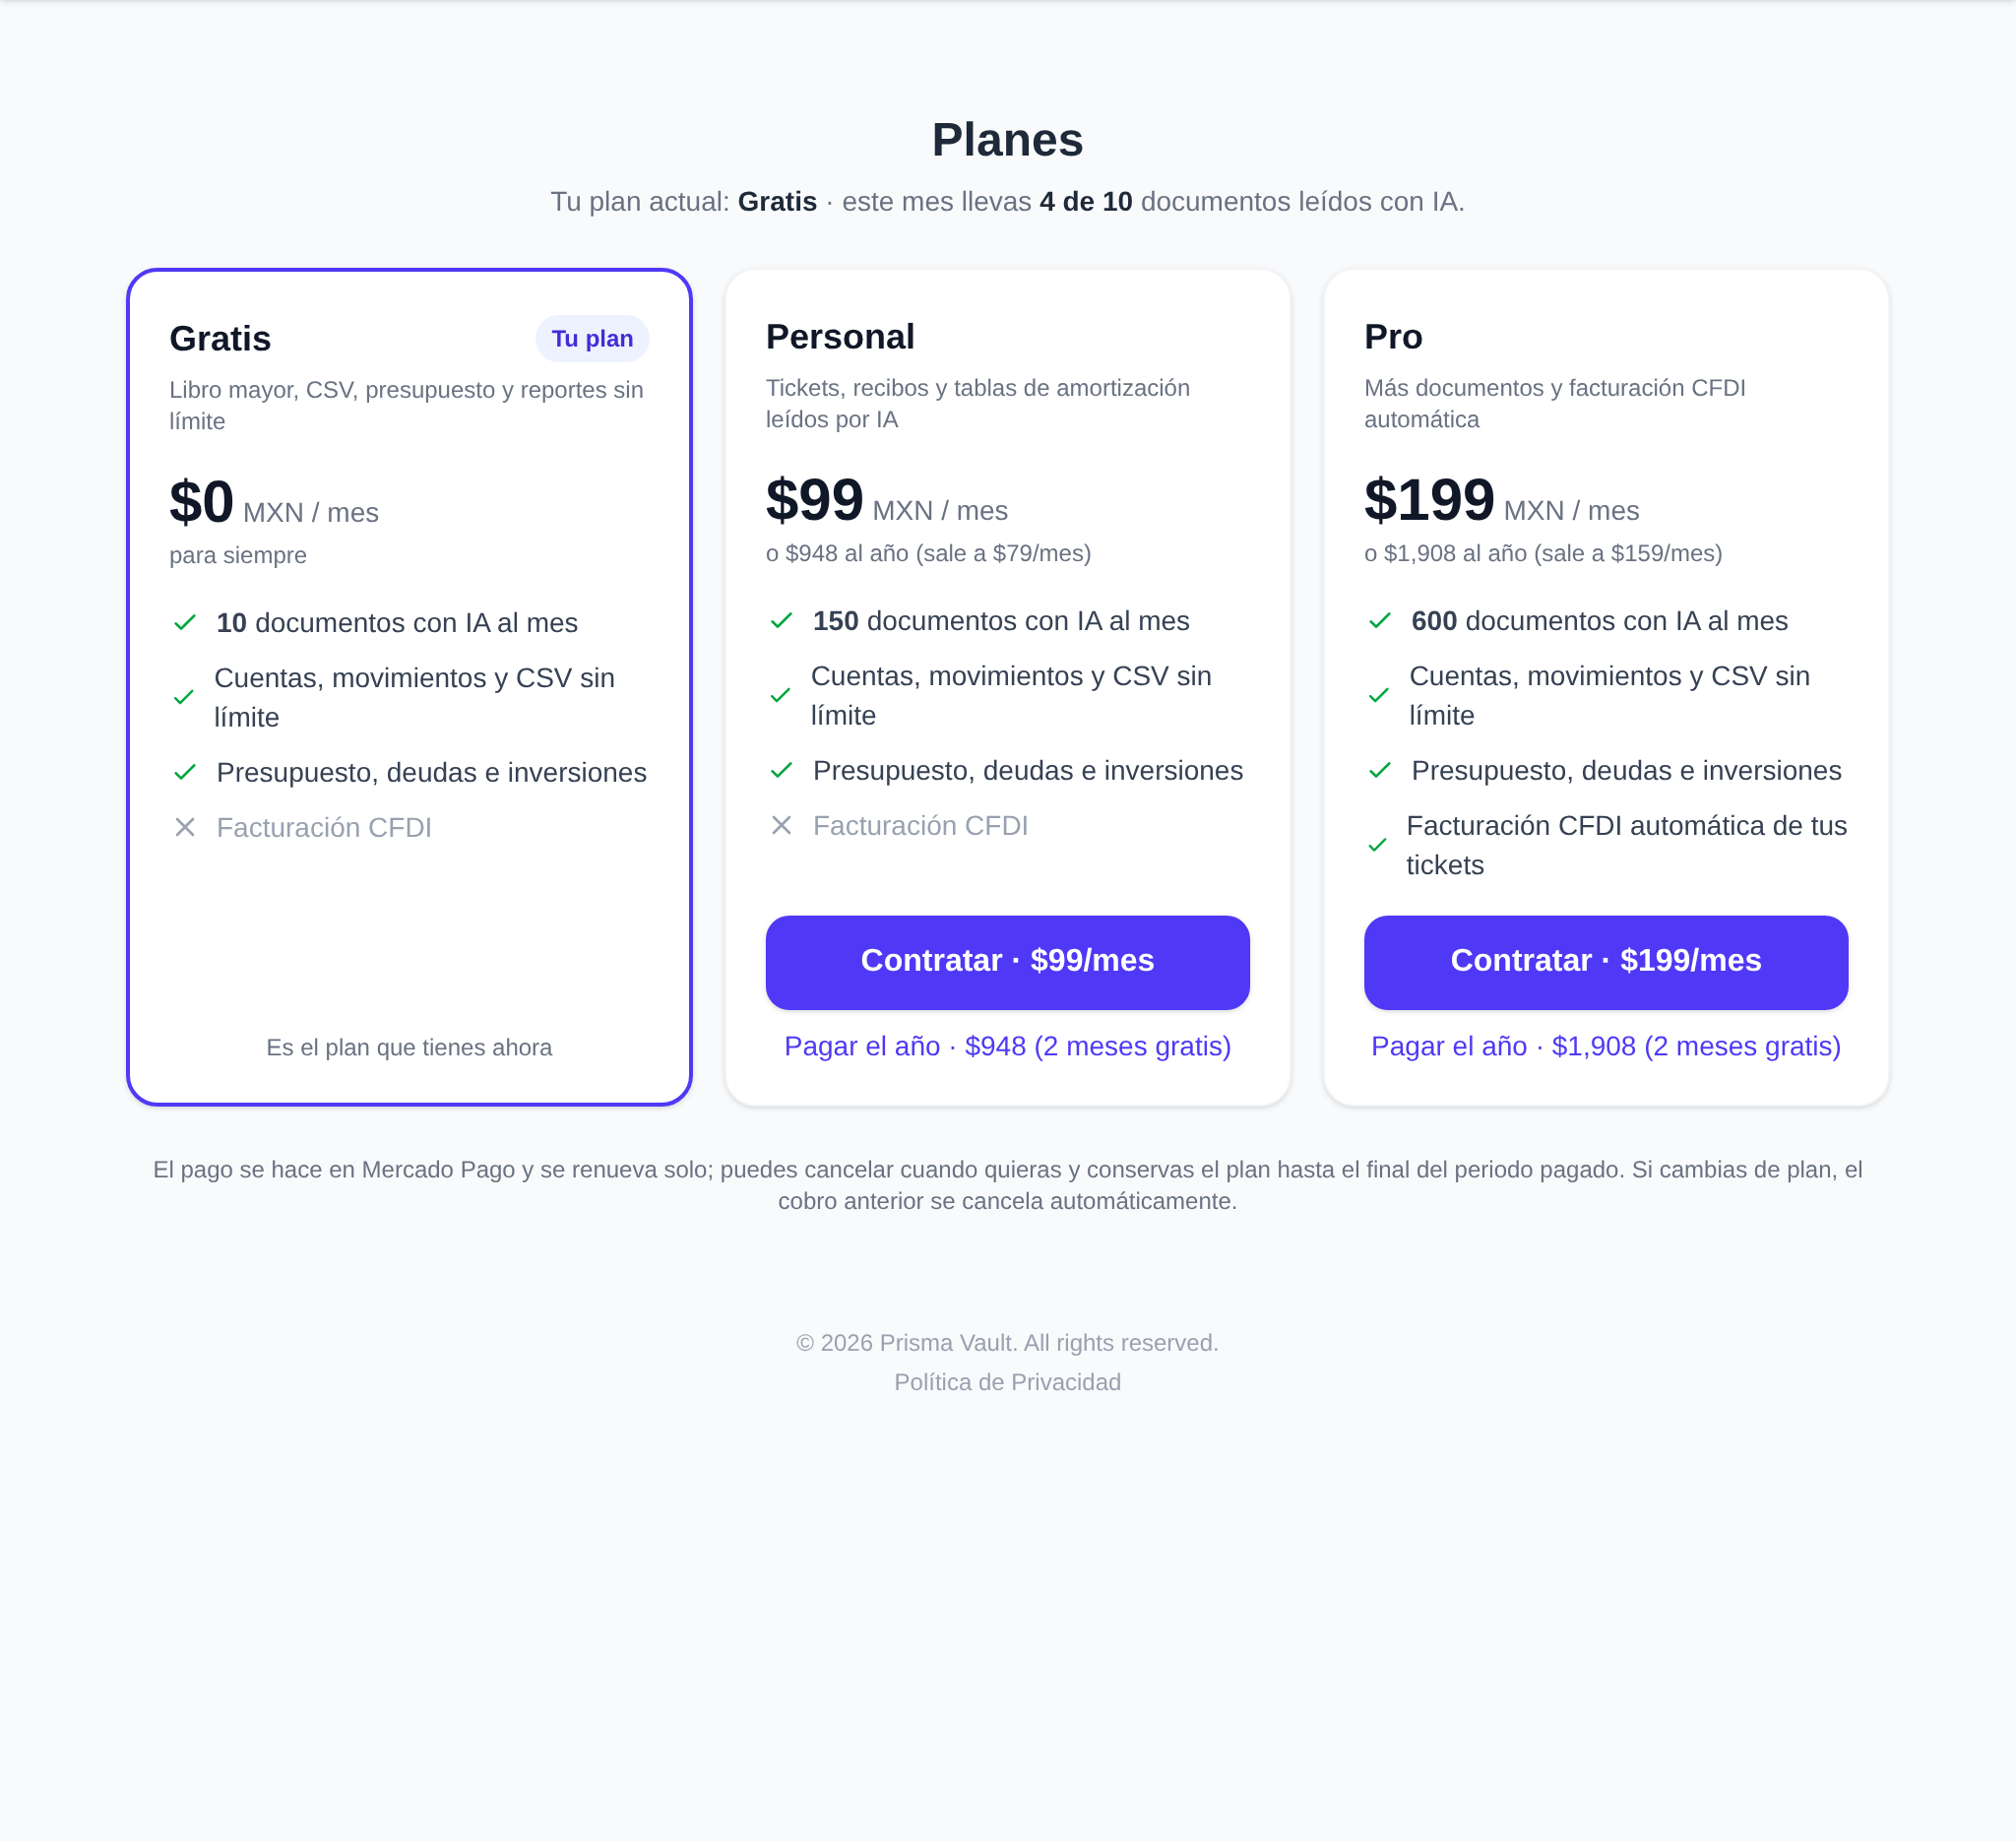 Planes
Tu plan actual: Gratis · este mes llevas 4 de 10 documentos leídos con IA.
Gratis
Tu plan
Libro mayor, CSV, presupuesto y reportes sin
límite
$0 MXN / mes
para siempre
10 documentos con IA al mes
Cuentas, movimientos y CSV sin
límite
Presupuesto, deudas e inversiones
Facturación CFDI
Es el plan que tienes ahora
Personal
Tickets, recibos y tablas de amortización
leídos por IA
$99 MXN / mes
o $948 al año (sale a $79/mes)
150 documentos con IA al mes
Cuentas, movimientos y CSV sin
límite
Presupuesto, deudas e inversiones
Facturación CFDI
Contratar · $99/mes
Pagar el año · $948 (2 meses gratis)
Pro
Más documentos y facturación CFDI
automática
$199 MXN / mes
o $1,908 al año (sale a $159/mes)
600 documentos con IA al mes
Cuentas, movimientos y CSV sin
límite
Presupuesto, deudas e inversiones
Facturación CFDI automática de tus
tickets
Contratar · $199/mes
Pagar el año · $1,908 (2 meses gratis)
El pago se hace en Mercado Pago y se renueva solo; puedes cancelar cuando quieras y conservas el plan hasta el final del periodo pagado. Si cambias de plan, el
cobro anterior se cancela automáticamente.
© 2026 Prisma Vault. All rights reserved.
Política de Privacidad